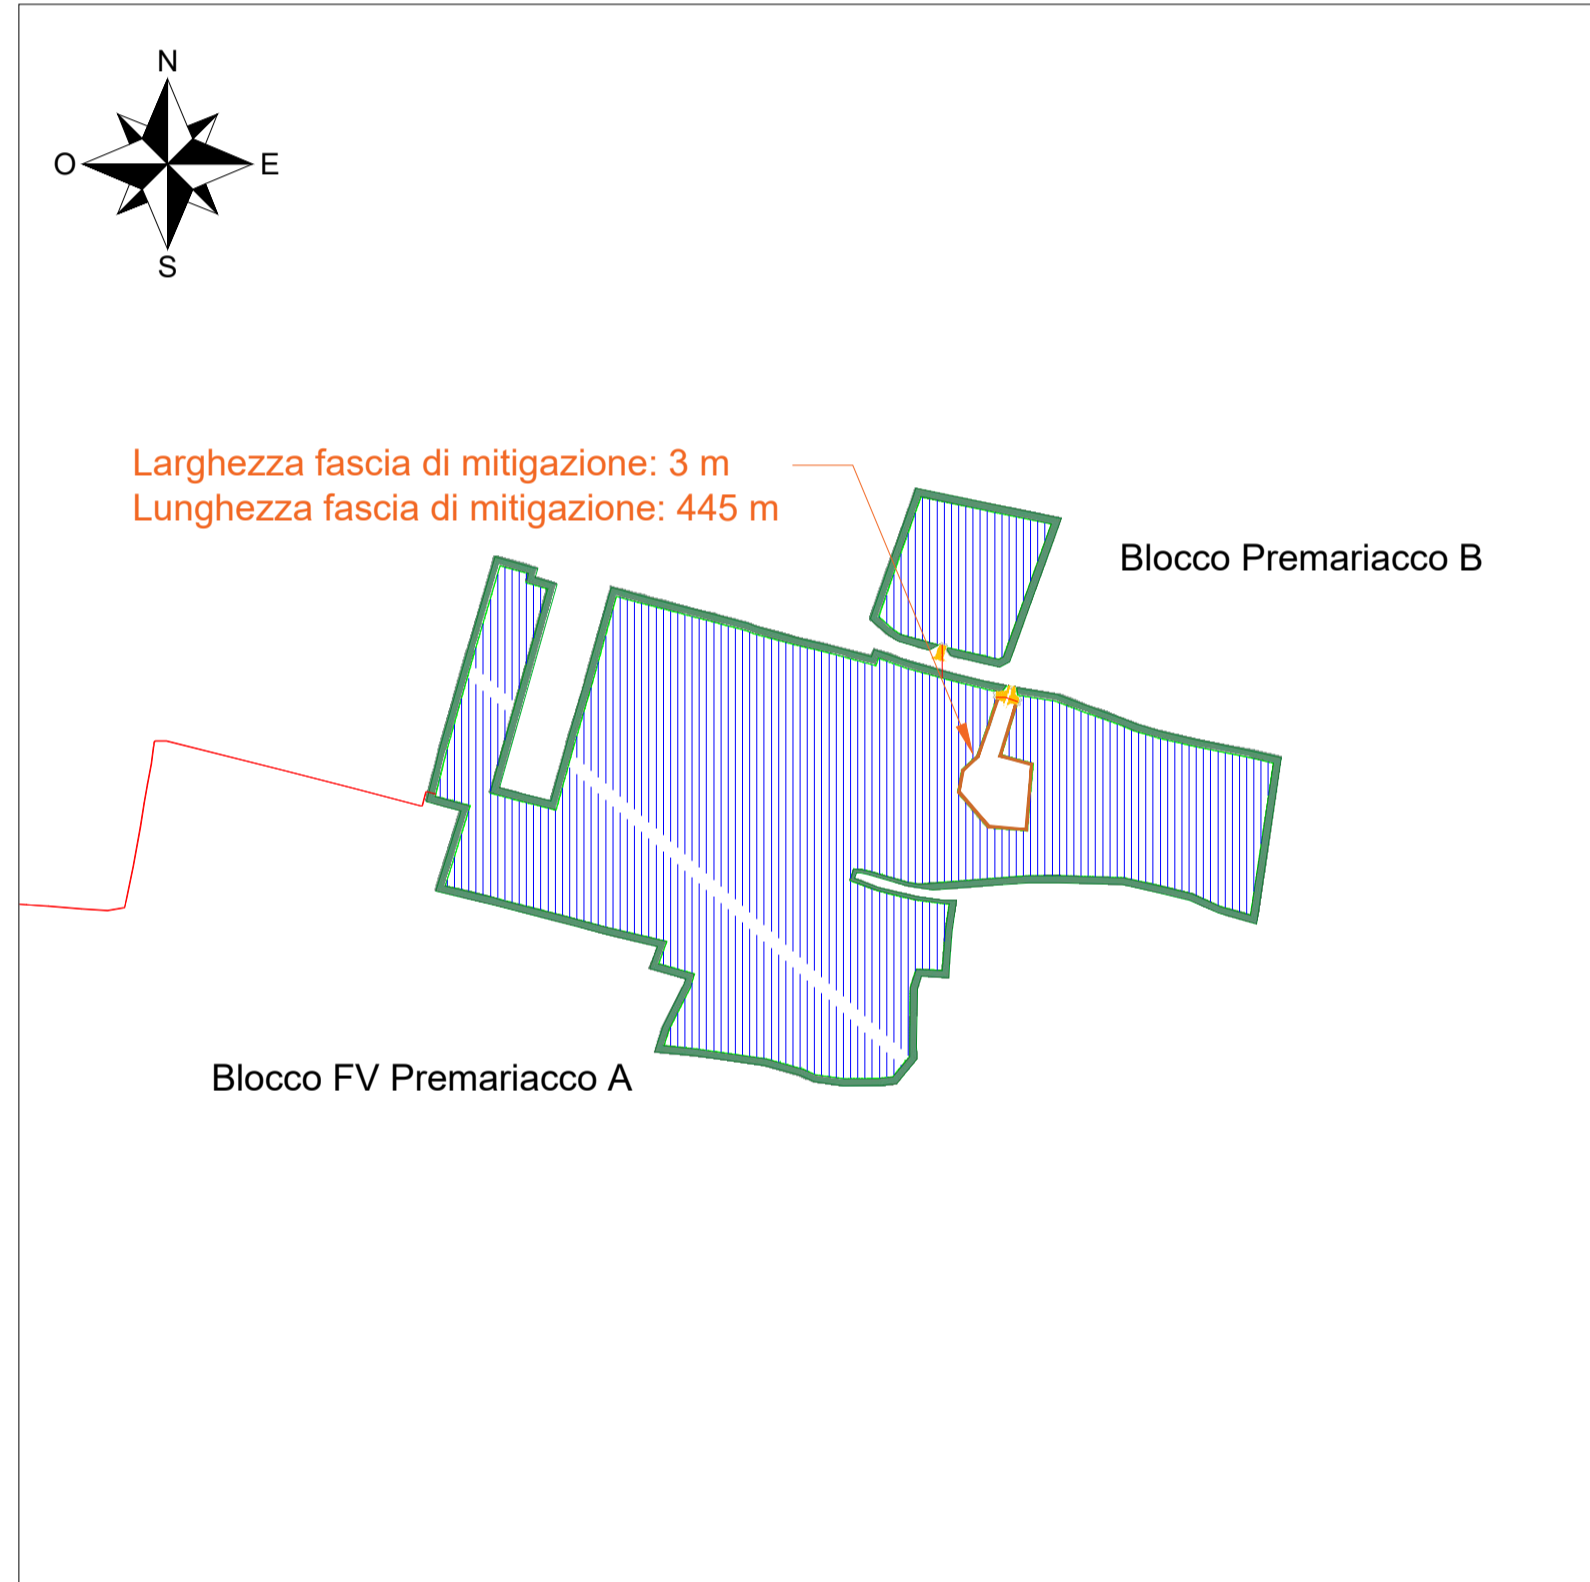 N
O
E
S
Larghezza fascia di mitigazione: 3 m
Lunghezza fascia di mitigazione: 445 m
Blocco Premariacco B
Blocco FV Premariacco A